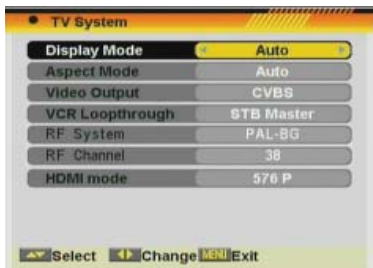 TV System
Display Mode Auto
Aspect Mode Auto
Video Output CVBS
VCR Loopthrough STB Master
RF System PAL-BG
RF Channel 38
HDMI mode 576 P
Select Change MENU Exit